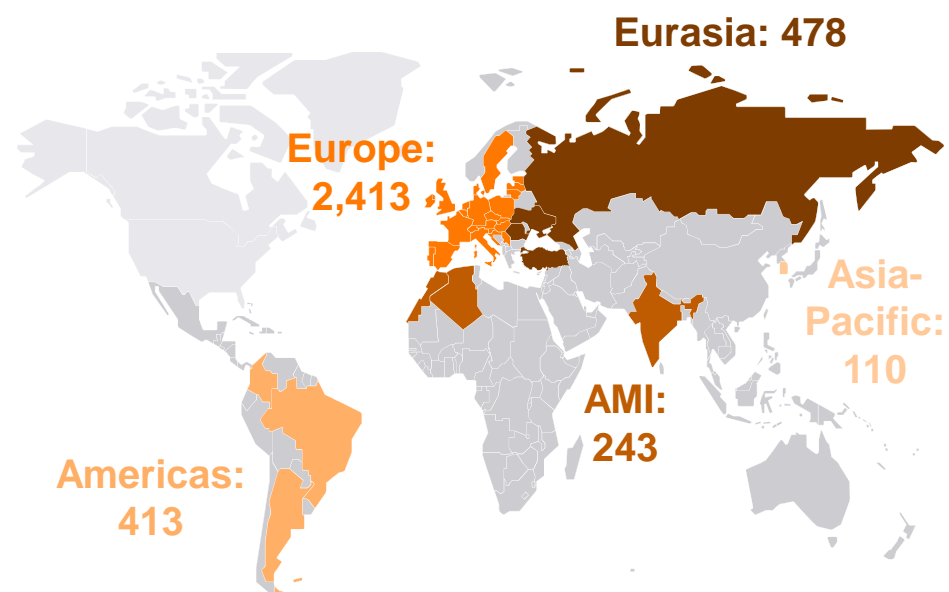 Eurasia: 478
Europe:
2,413
Asia-
Pacific:
110
AMI:
243
Americas:
413